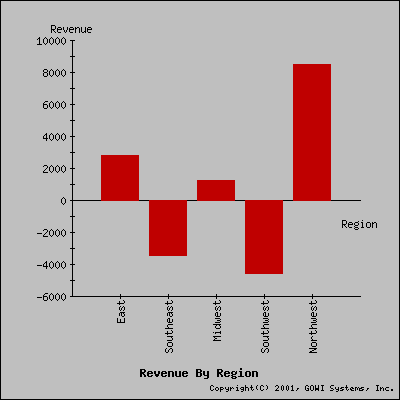 Revenue
10000
8000
6000
4000
2000
0
-2000
-4000
-6000
Region
East
Southeast
Midwest
Southwest
Northwest
Revenue By Region
Copyright(C) 2001, GOWI Systems, Inc.